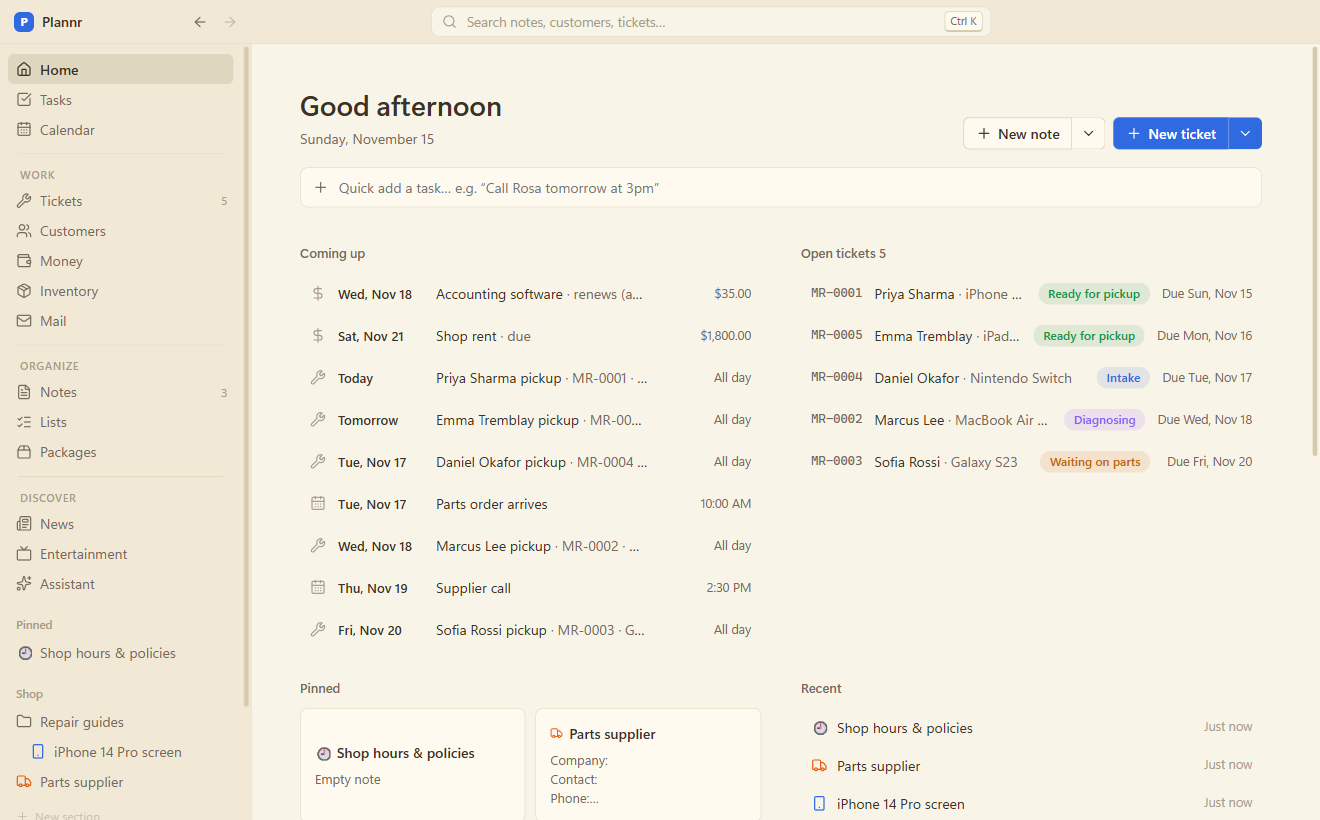 P Plannr
Search notes, customers, tickets... Ctrl K
Home
Tasks
Calendar
WORK
Tickets 5
Customers
Money
Inventory
Mail
ORGANIZE
Notes 3
Lists
Packages
DISCOVER
News
Entertainment
Assistant
Pinned
Shop hours & policies
Shop
Repair guides
iPhone 14 Pro screen
Parts supplier
New section
Good afternoon
Sunday, November 15
New note
New ticket
Quick add a task... e.g. “Call Rosa tomorrow at 3pm”
Coming up
Wed, Nov 18 Accounting software · renews (a... $35.00
Sat, Nov 21 Shop rent · due $1,800.00
Today Priya Sharma pickup · MR-0001 · ... All day
Tomorrow Emma Tremblay pickup · MR-00... All day
Tue, Nov 17 Daniel Okafor pickup · MR-0004 ... All day
Tue, Nov 17 Parts order arrives 10:00 AM
Wed, Nov 18 Marcus Lee pickup · MR-0002 · ... All day
Thu, Nov 19 Supplier call 2:30 PM
Fri, Nov 20 Sofia Rossi pickup · MR-0003 · G... All day
Open tickets 5
MR-0001 Priya Sharma · iPhone ... Ready for pickup Due Sun, Nov 15
MR-0005 Emma Tremblay · iPad... Ready for pickup Due Mon, Nov 16
MR-0004 Daniel Okafor · Nintendo Switch Intake Due Tue, Nov 17
MR-0002 Marcus Lee · MacBook Air ... Diagnosing Due Wed, Nov 18
MR-0003 Sofia Rossi · Galaxy S23 Waiting on parts Due Fri, Nov 20
Pinned
Shop hours & policies
Empty note
Parts supplier
Company:
Contact:
Phone:...
Recent
Shop hours & policies Just now
Parts supplier Just now
iPhone 14 Pro screen Just now